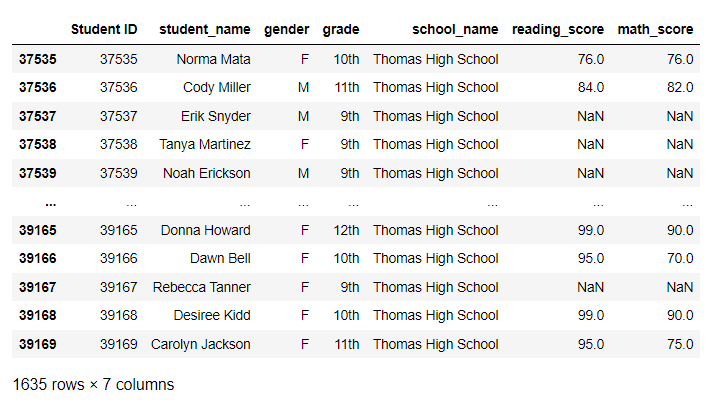 Student ID student_name gender grade school_name reading_score math_score
37535 37535 Norma Mata F 10th Thomas High School 76.0 76.0
37536 37536 Cody Miller M 11th Thomas High School 84.0 82.0
37537 37537 Erik Snyder M 9th Thomas High School NaN NaN
37538 37538 Tanya Martinez F 9th Thomas High School NaN NaN
37539 37539 Noah Erickson M 9th Thomas High School NaN NaN
... ... ... ... ... ... ... ...
39165 39165 Donna Howard F 12th Thomas High School 99.0 90.0
39166 39166 Dawn Bell F 10th Thomas High School 95.0 70.0
39167 39167 Rebecca Tanner F 9th Thomas High School NaN NaN
39168 39168 Desiree Kidd F 10th Thomas High School 99.0 90.0
39169 39169 Carolyn Jackson F 11th Thomas High School 95.0 75.0
1635 rows × 7 columns